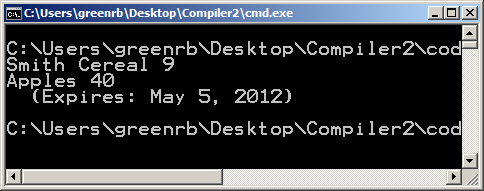 C:\Users\greenrb\Desktop\Compiler2\cmd.exe
C:\Users\greenrb\Desktop\Compiler2\cod
Smith Cereal 9
Apples 40
  (Expires: May 5, 2012)
C:\Users\greenrb\Desktop\Compiler2\cod